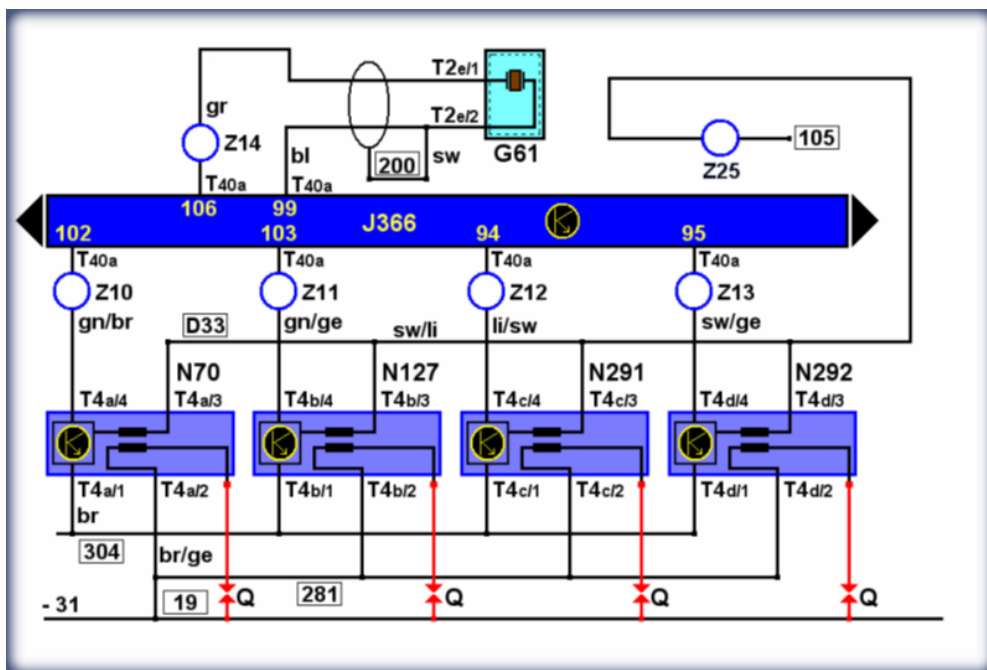 T2e/1
gr
T2e/2
Z14
bl
200
sw
G61
105
Z25
T40a
T40a
106
99
J366
102
103
94
95
T40a
T40a
T40a
T40a
Z10
Z11
Z12
Z13
gn/br
D33
gn/ge
sw/li
li/sw
sw/ge
N70
N127
N291
N292
T4a/4
T4a/3
T4b/4
T4b/3
T4c/4
T4c/3
T4d/4
T4d/3
T4a/1
T4a/2
T4b/1
T4b/2
T4c/1
T4c/2
T4d/1
T4d/2
br
304
br/ge
281
- 31
19
Q
Q
Q
Q